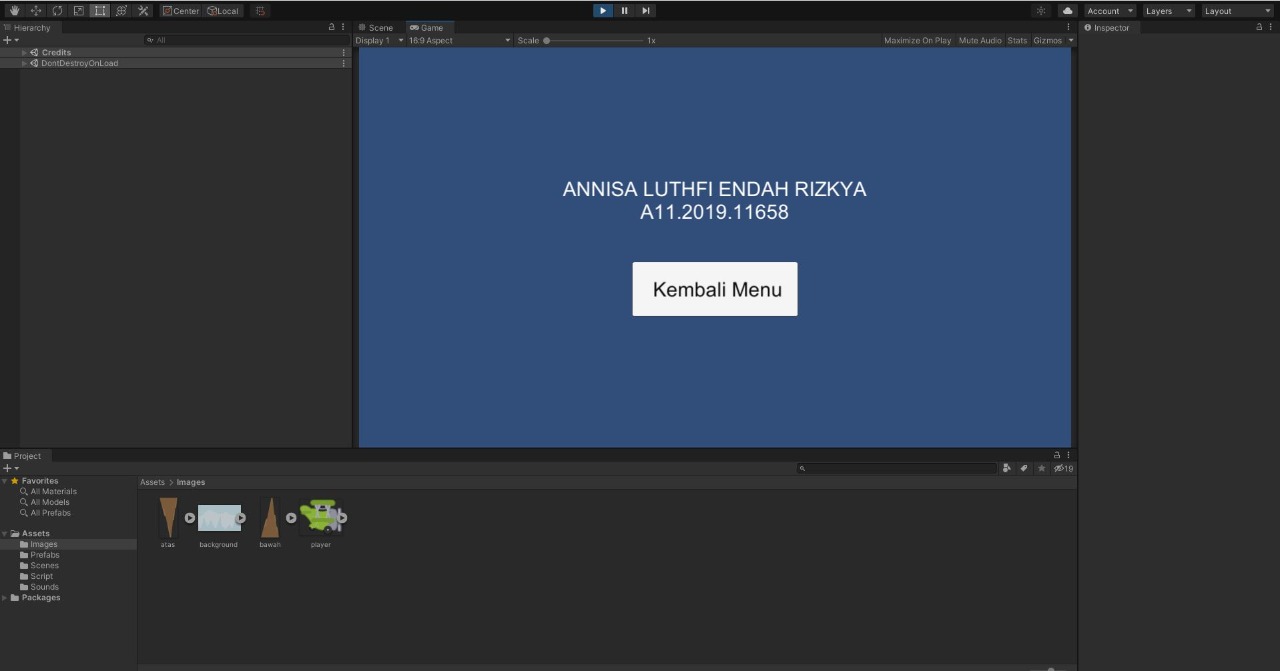 Center
Local
Account
Layers
Layout
Hierarchy
All
Credits
DontDestroyOnLoad
Scene
Game
Display 1
16:9 Aspect
Scale
1x
Maximize On Play
Mute Audio
Stats
Gizmos
ANNISA LUTHFI ENDAH RIZKYA
A11.2019.11658
Kembali Menu
Inspector
Project
19
Favorites
All Materials
All Models
All Prefabs
Assets
Images
Prefabs
Scenes
Script
Sounds
Packages
Assets > Images
atas
background
bawah
player